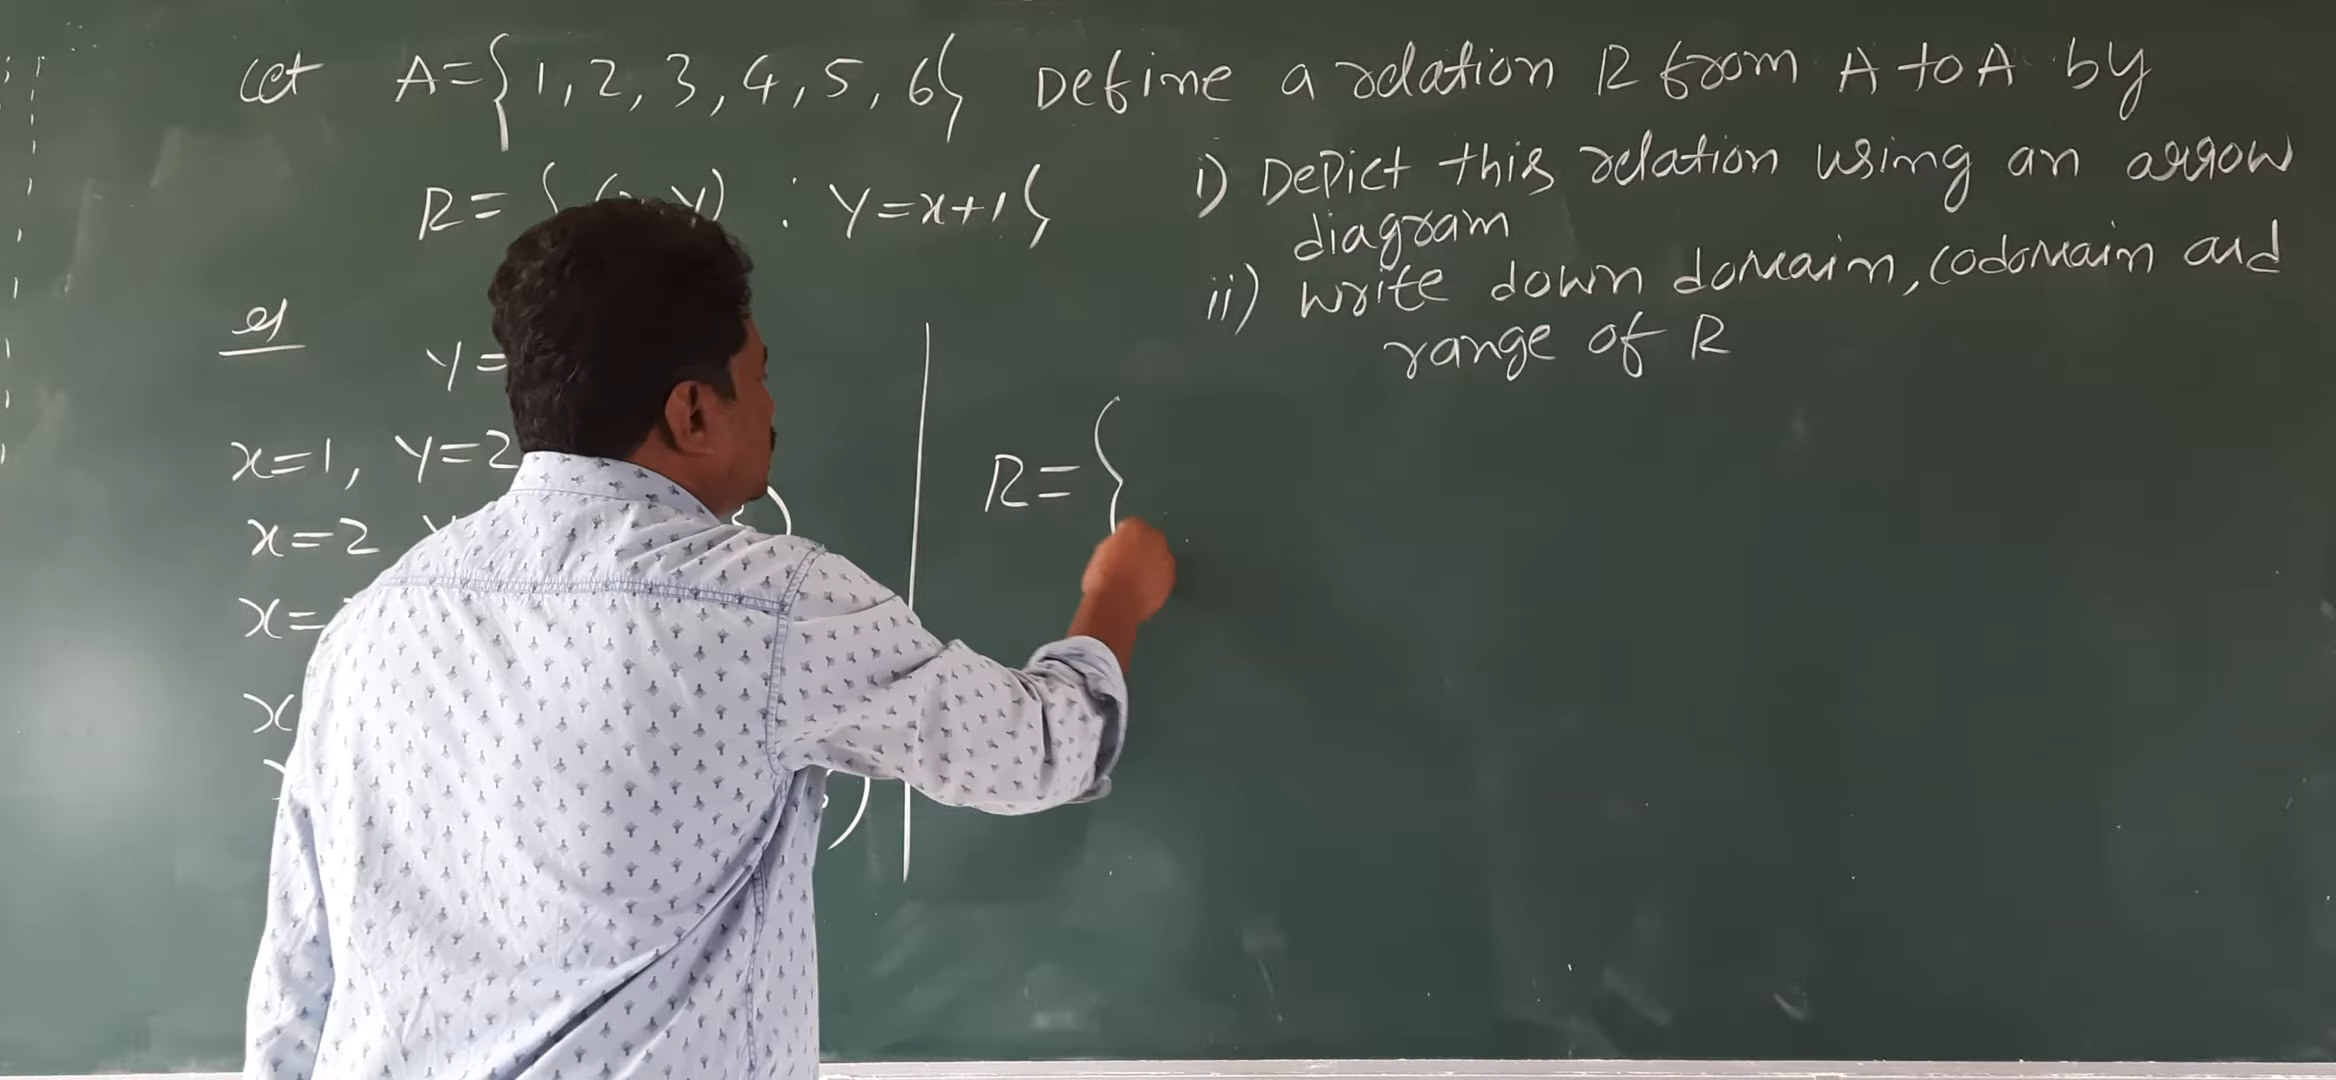 Let A={1,2,3,4,5,6} Define a relation R from A to A by
R={ (x,y) : y=x+1}
i) Depict this relation using an arrow
diagram
ii) write down domain, codomain and
range of R
y=
x=1, y=2
x=2
x=
x
R={